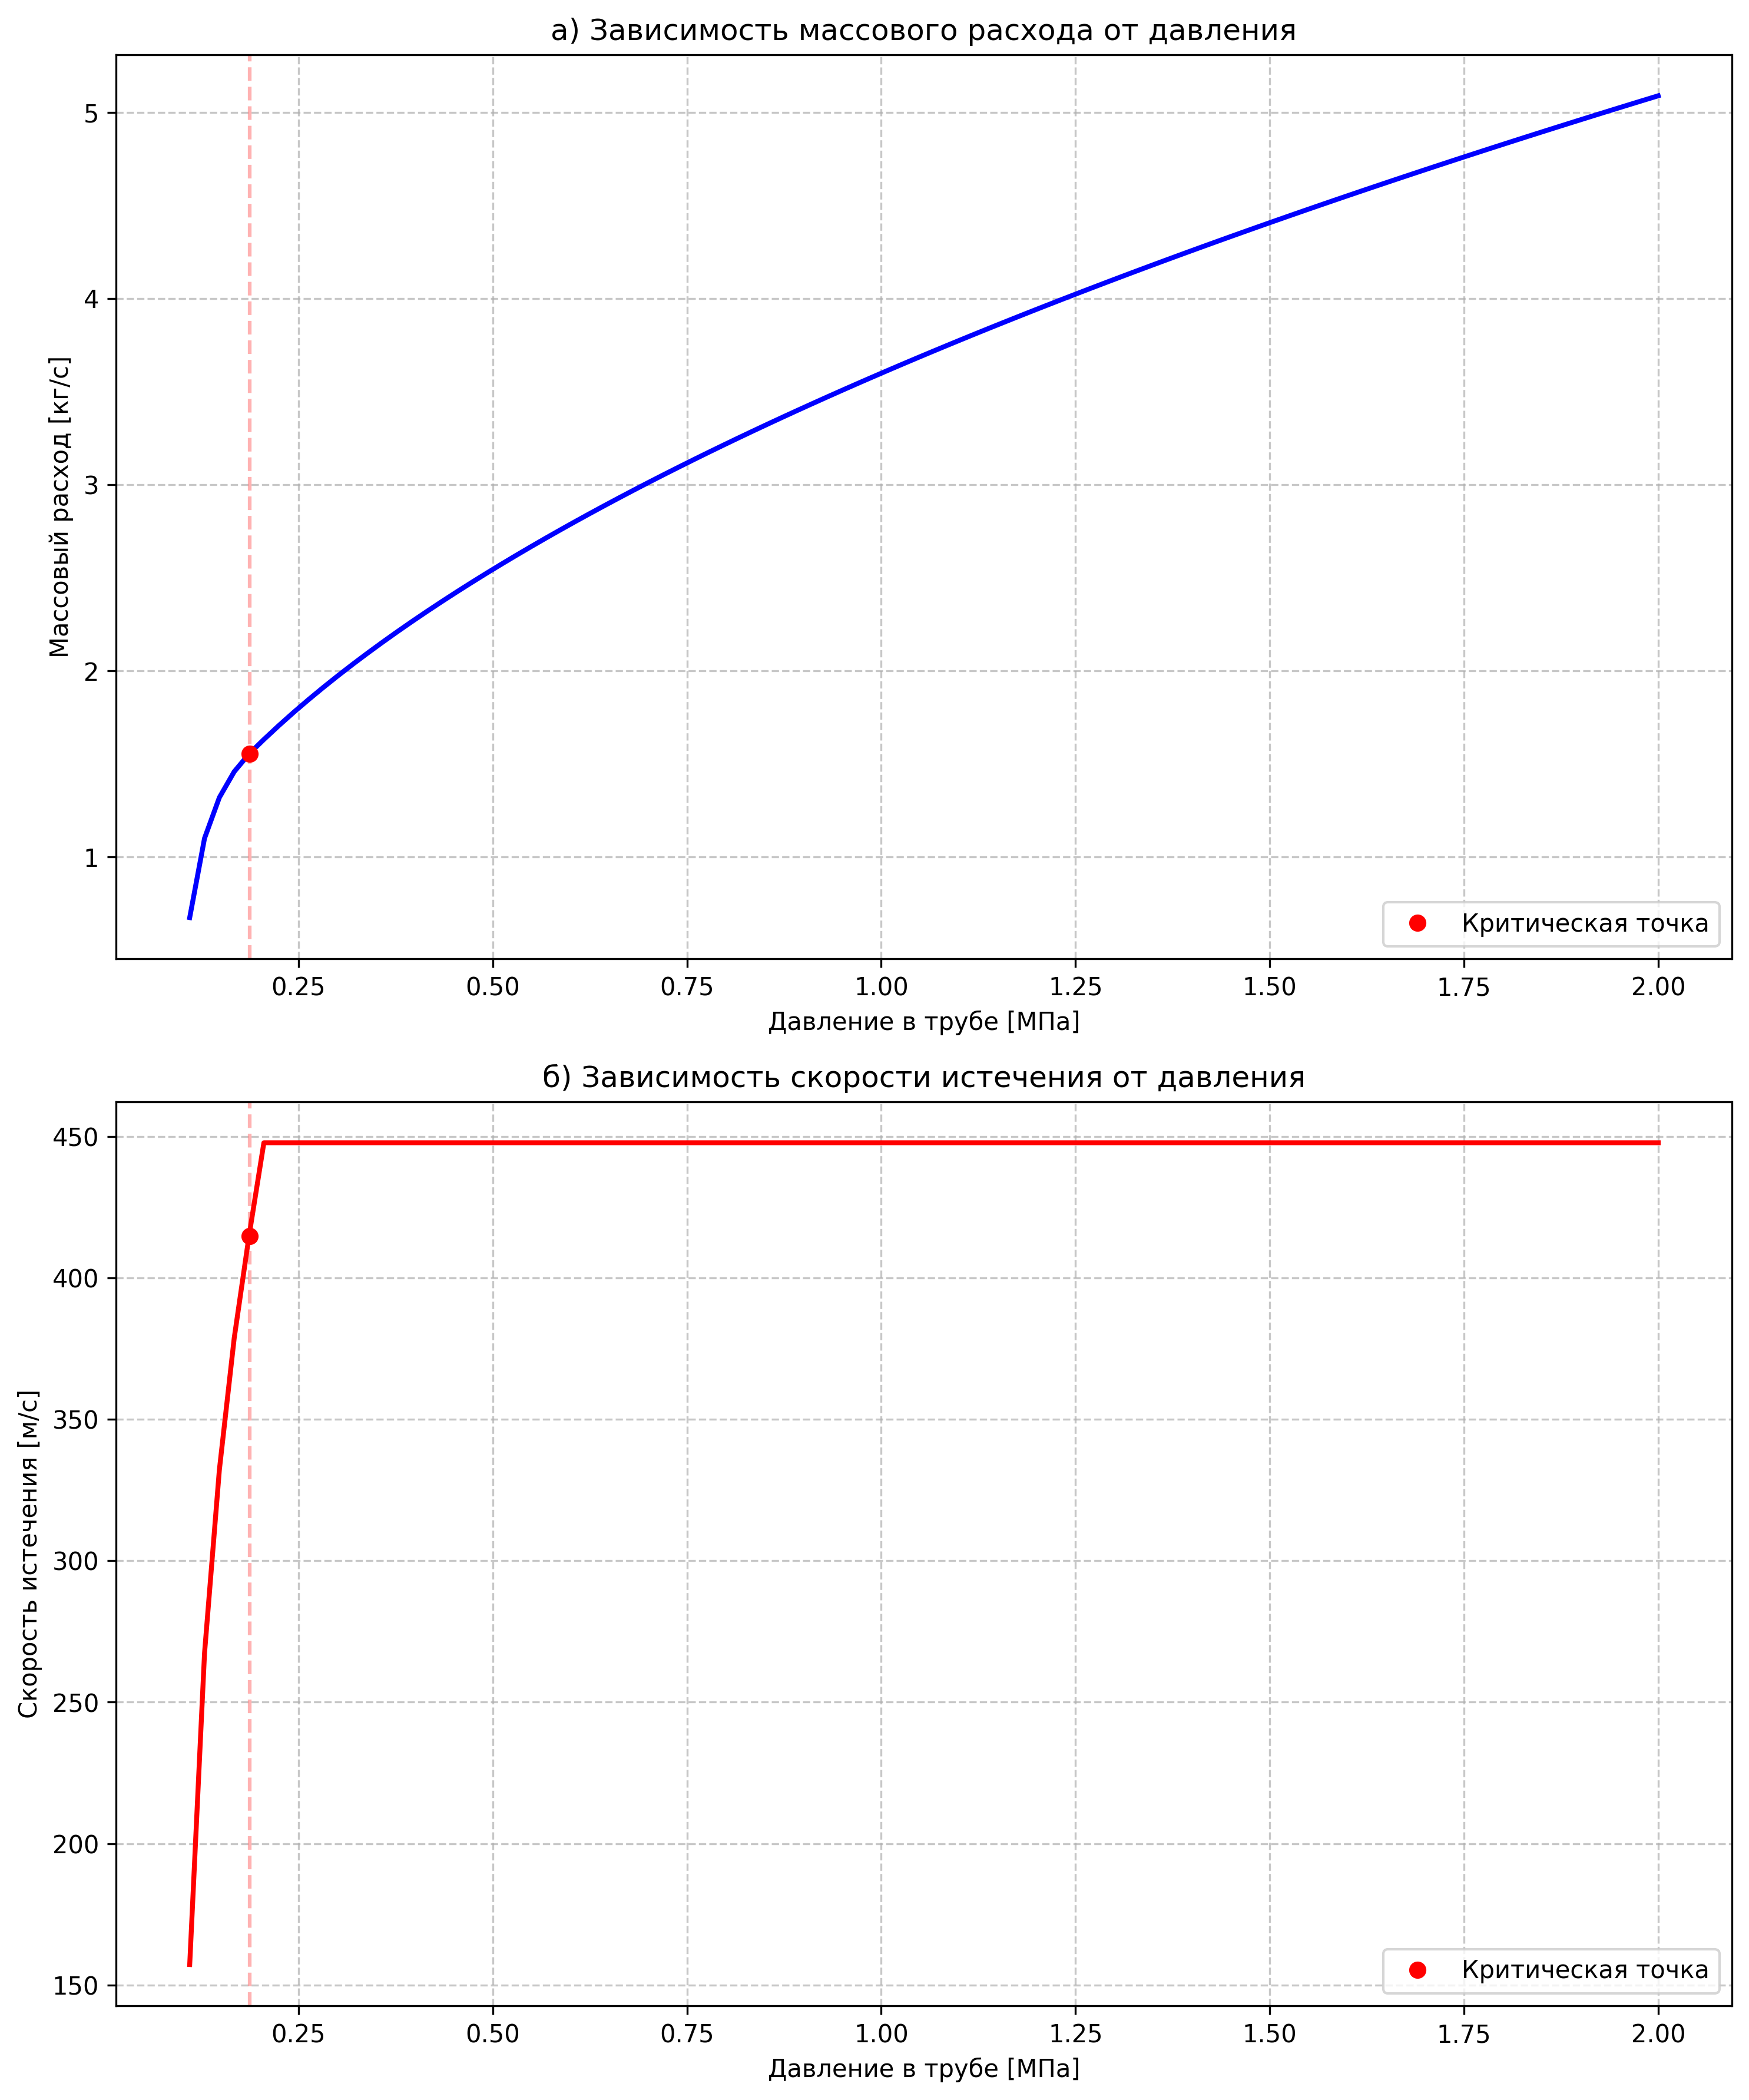 а) Зависимость массового расхода от давления
Массовый расход [кг/с]
5
4
3
2
1
Критическая точка
0.25 0.50 0.75 1.00 1.25 1.50 1.75 2.00
Давление в трубе [МПа]
б) Зависимость скорости истечения от давления
Скорость истечения [м/с]
450
400
350
300
250
200
150
Критическая точка
0.25 0.50 0.75 1.00 1.25 1.50 1.75 2.00
Давление в трубе [МПа]